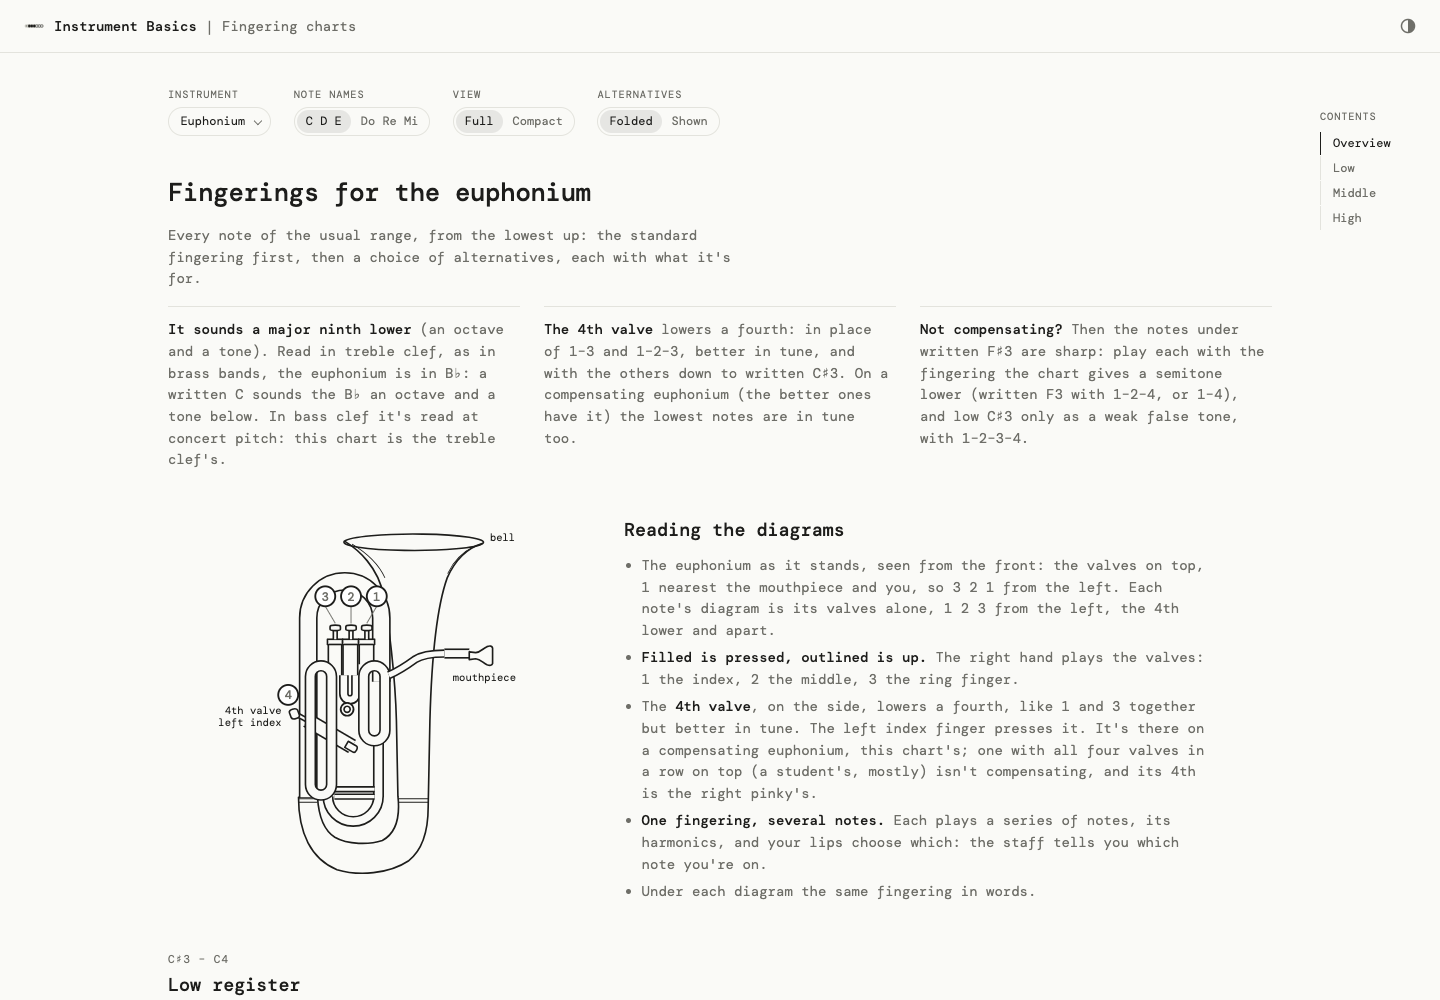 Instrument Basics | Fingering charts
INSTRUMENT
Euphonium
NOTE NAMES
C D E
Do Re Mi
VIEW
Full
Compact
ALTERNATIVES
Folded
Shown
CONTENTS
Overview
Low
Middle
High
Fingerings for the euphonium
Every note of the usual range, from the lowest up: the standard
fingering first, then a choice of alternatives, each with what it's
for.
It sounds a major ninth lower (an octave
and a tone). Read in treble clef, as in
brass bands, the euphonium is in B♭: a
written C sounds the B♭ an octave and a
tone below. In bass clef it's read at
concert pitch: this chart is the treble
clef's.
The 4th valve lowers a fourth: in place
of 1–3 and 1–2–3, better in tune, and
with the others down to written C♯3. On a
compensating euphonium (the better ones
have it) the lowest notes are in tune
too.
Not compensating? Then the notes under
written F♯3 are sharp: play each with the
fingering the chart gives a semitone
lower (written F3 with 1–2–4, or 1–4),
and low C♯3 only as a weak false tone,
with 1–2–3–4.
bell
3 2 1
mouthpiece
4
4th valve
left index
Reading the diagrams
• The euphonium as it stands, seen from the front: the valves on top,
1 nearest the mouthpiece and you, so 3 2 1 from the left. Each
note's diagram is its valves alone, 1 2 3 from the left, the 4th
lower and apart.
• Filled is pressed, outlined is up. The right hand plays the valves:
1 the index, 2 the middle, 3 the ring finger.
• The 4th valve, on the side, lowers a fourth, like 1 and 3 together
but better in tune. The left index finger presses it. It's there on
a compensating euphonium, this chart's; one with all four valves in
a row on top (a student's, mostly) isn't compensating, and its 4th
is the right pinky's.
• One fingering, several notes. Each plays a series of notes, its
harmonics, and your lips choose which: the staff tells you which
note you're on.
• Under each diagram the same fingering in words.
C♯3 – C4
Low register